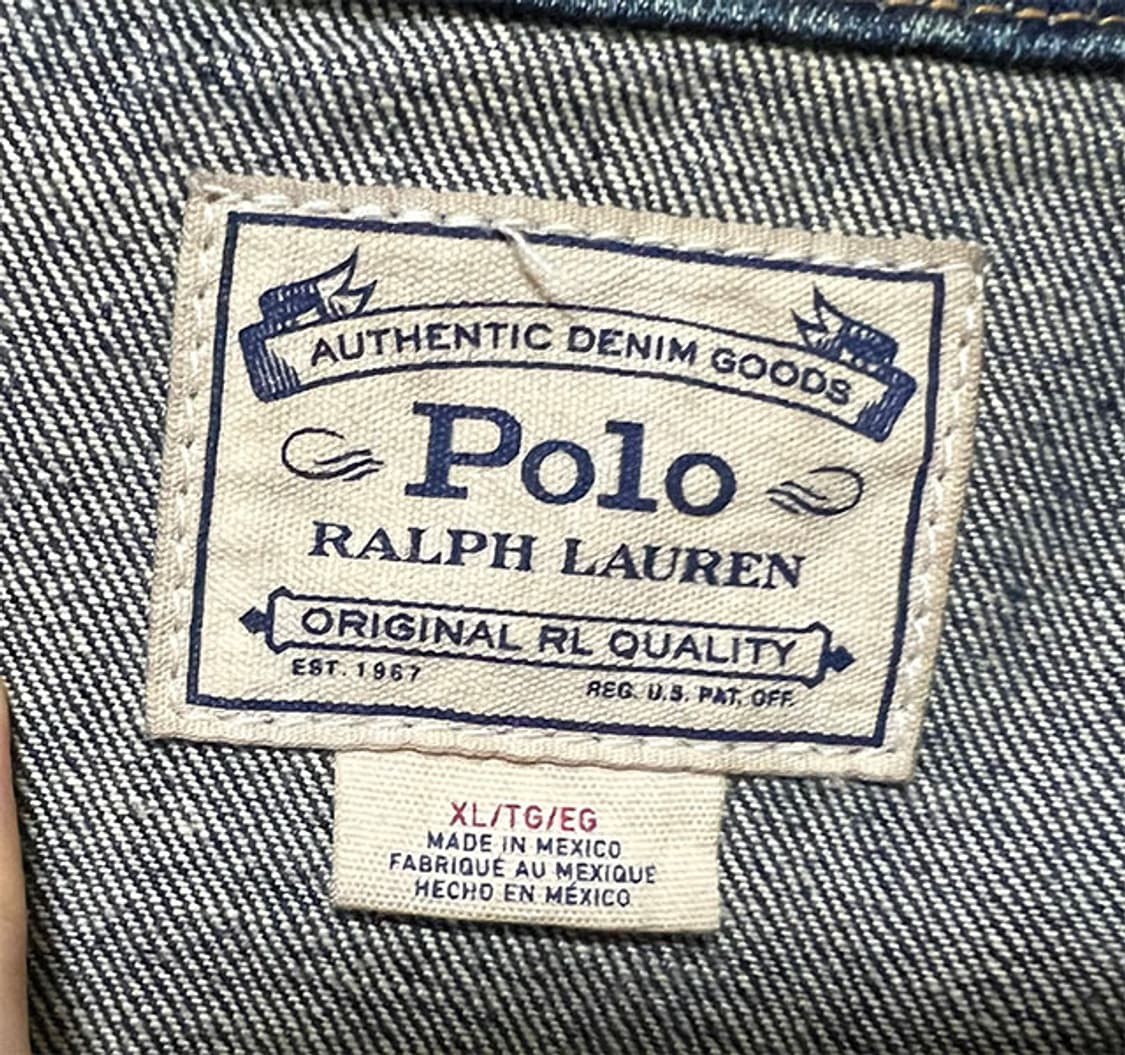 AUTHENTIC DENIM GOODS
Polo
RALPH LAUREN
ORIGINAL RL QUALITY
EST. 1967
REG. U.S. PAT. OFF.
XL/TG/EG
MADE IN MEXICO
FABRIQUÉ AU MEXIQUE
HECHO EN MÉXICO